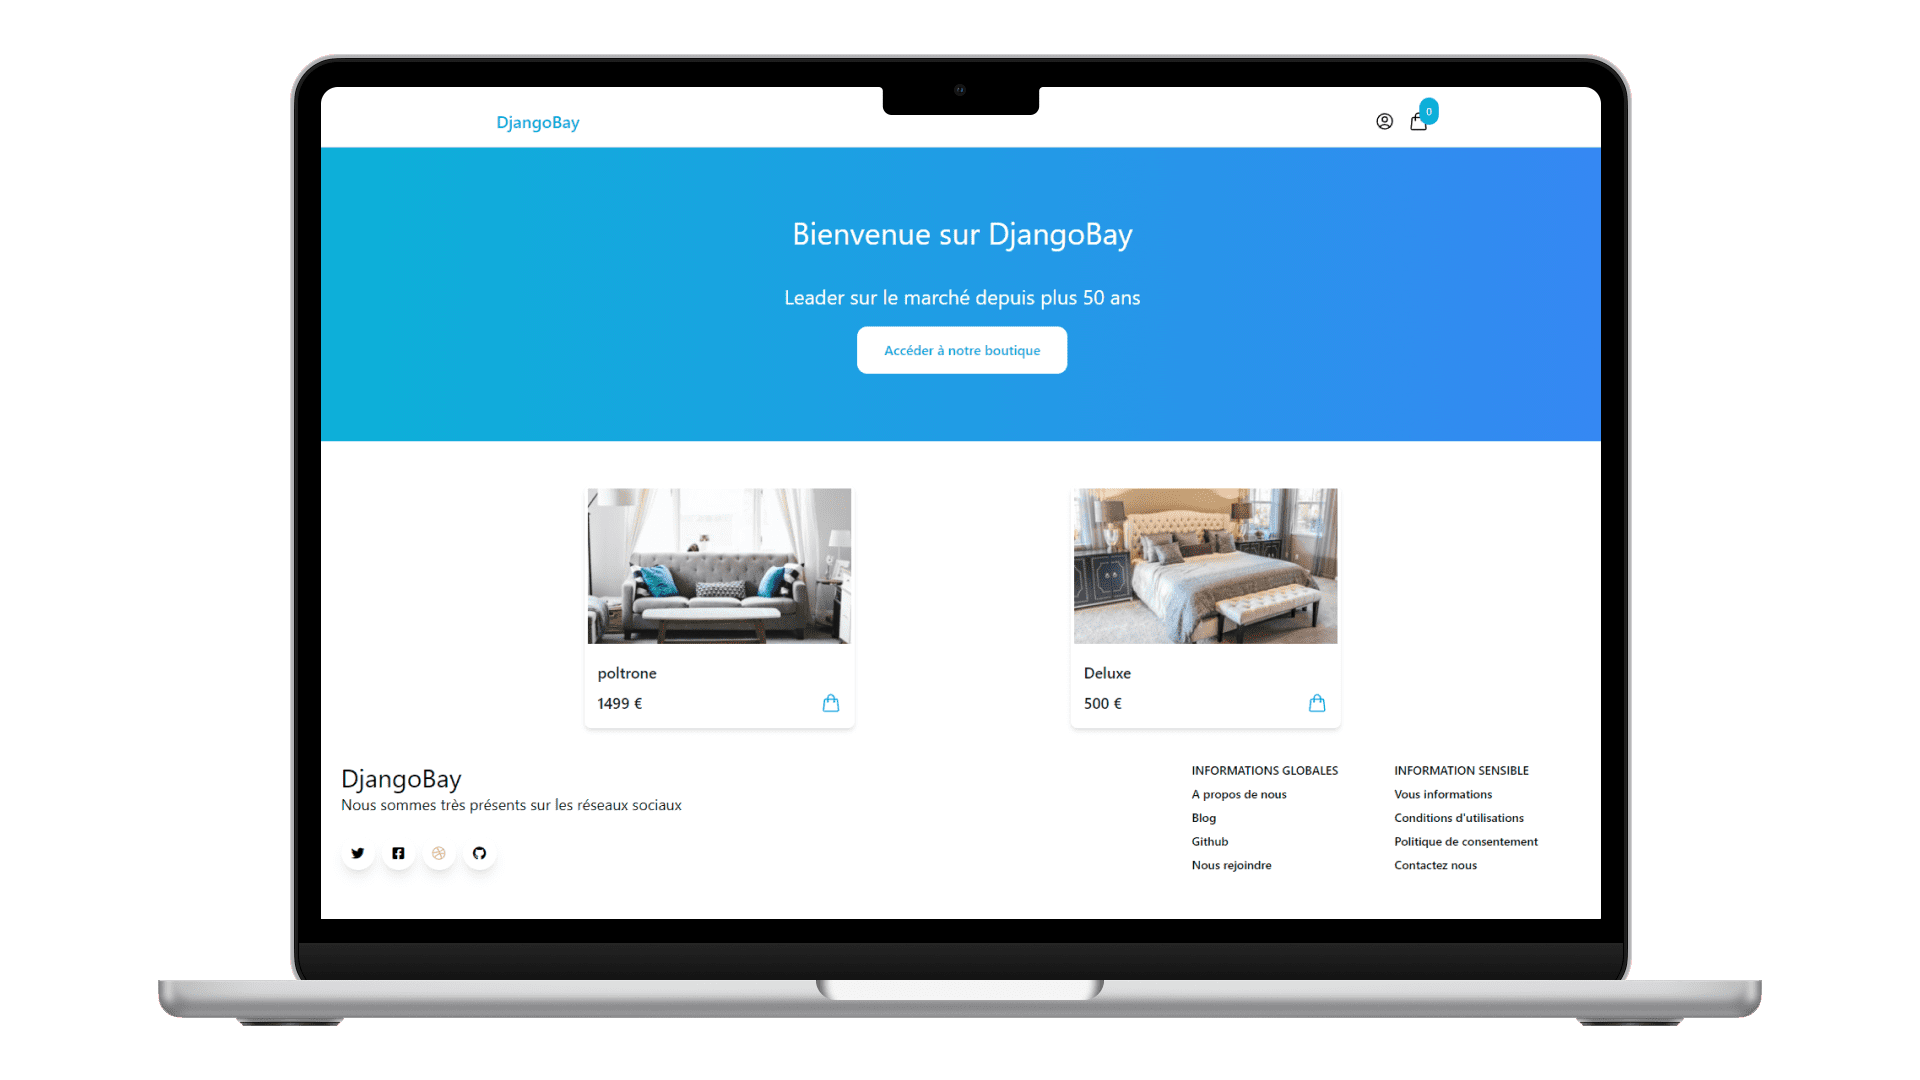 DjangoBay
0
Bienvenue sur DjangoBay
Leader sur le marché depuis plus 50 ans
Accéder à notre boutique
poltrone
1499 €
Deluxe
500 €
DjangoBay
Nous sommes très présents sur les réseaux sociaux
INFORMATIONS GLOBALES
A propos de nous
Blog
Github
Nous rejoindre
INFORMATION SENSIBLE
Vous informations
Conditions d'utilisations
Politique de consentement
Contactez nous